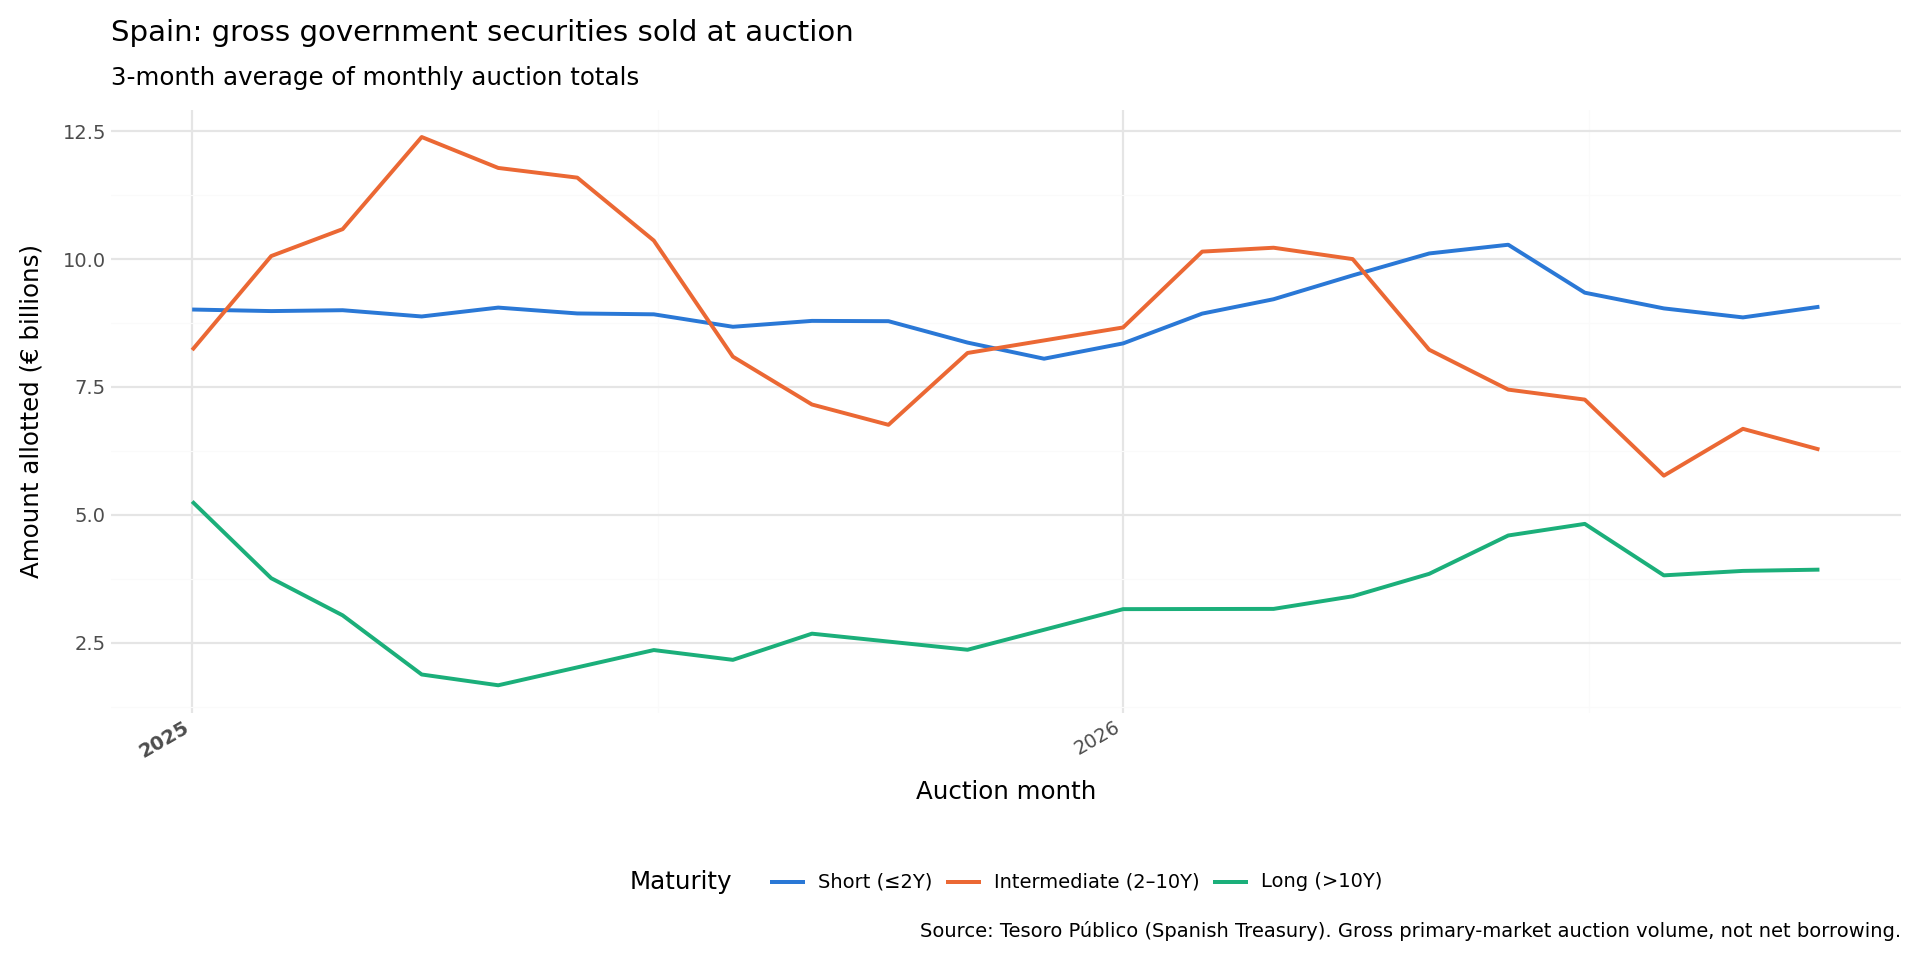 Spain: gross government securities sold at auction
3-month average of monthly auction totals
Amount allotted (€ billions)
12.5
10.0
7.5
5.0
2.5
2025
2026
Auction month
Maturity
Short (≤2Y)
Intermediate (2–10Y)
Long (>10Y)
Source: Tesoro Público (Spanish Treasury). Gross primary-market auction volume, not net borrowing.